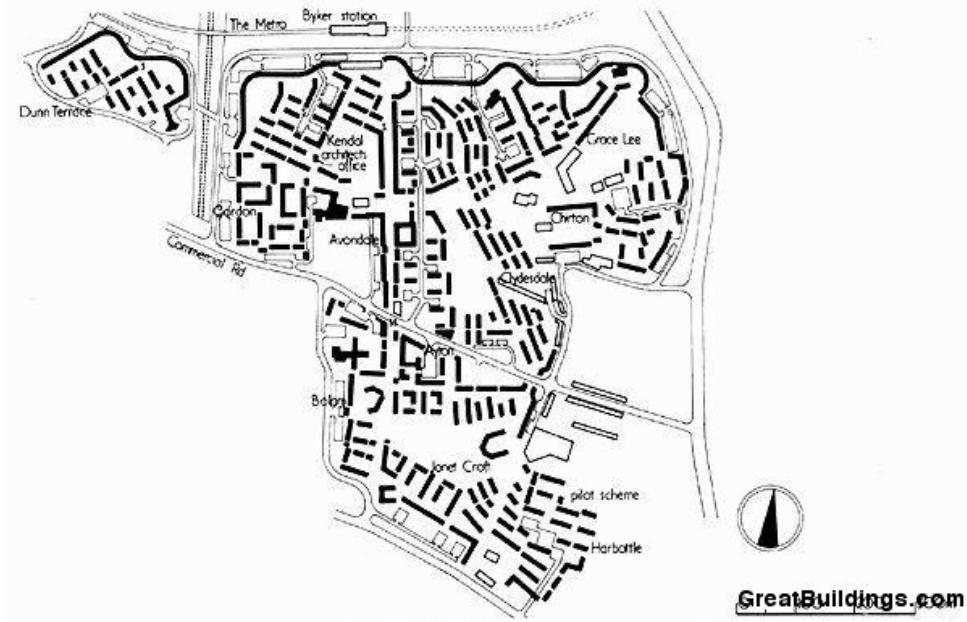 Byker station
The Metro
Dunn Terrace
Kendal
architects
office
Grace Lee
Gordon
Chirton
Avondale
Commercial Rd
Clydesdale
Ayton
Bolam
Janet Croft
pilot scheme
Harbottle
GreatBuildings.com